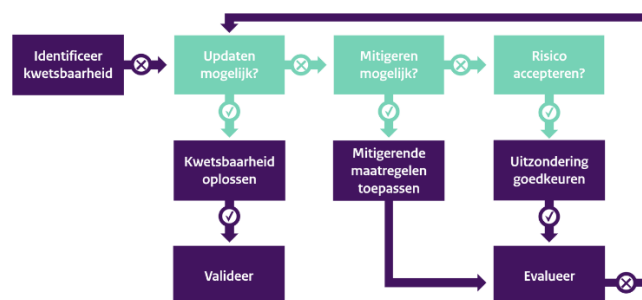 Identificeer
kwetsbaarheid
Updaten
mogelijk?
Mitigeren
mogelijk?
Risico
accepteren?
Kwetsbaarheid
oplossen
Mitigerende
maatregelen
toepassen
Uitzondering
goedkeuren
Valideer
Evalueer